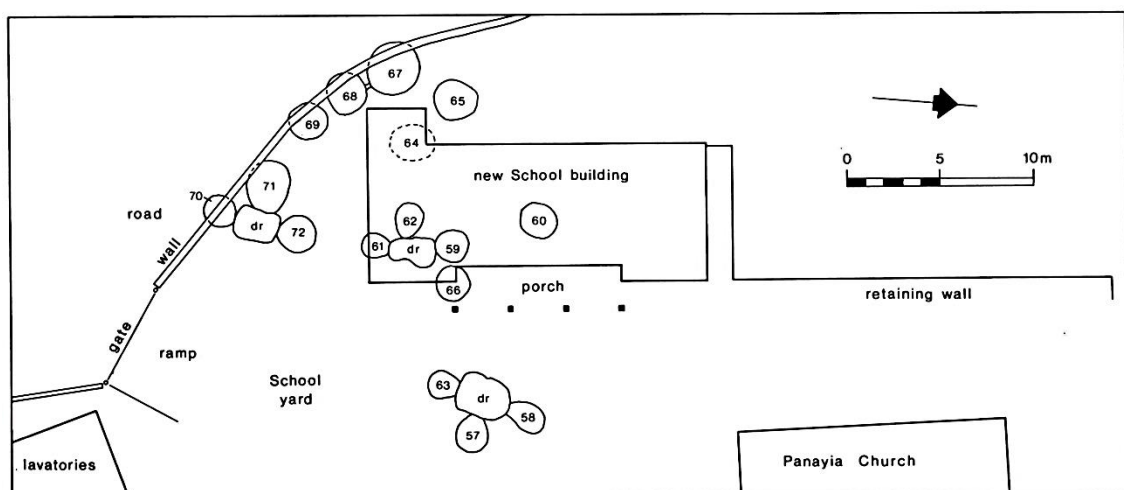 67
68
65
69
64
0 5 10m
new School building
71
70
road
62
60
72
dr
61
dr
59
wall
66
porch
retaining wall
gate
ramp
School
yard
63
dr
58
57
lavatories
Panayia Church